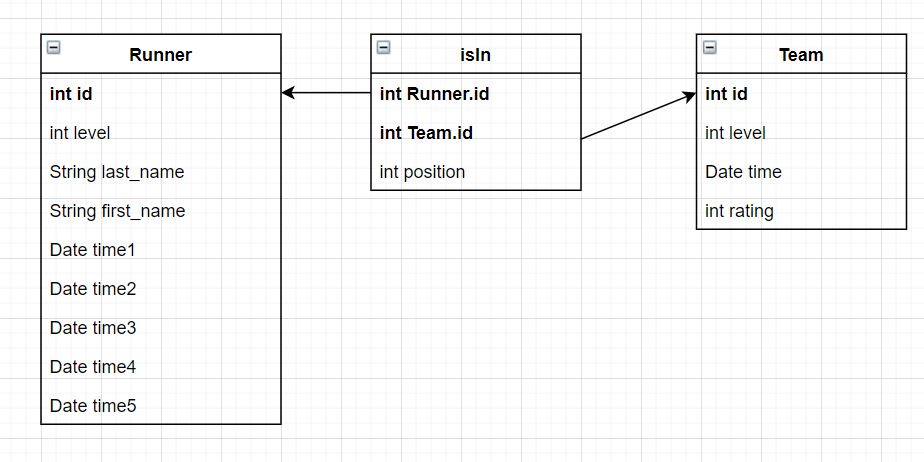 Runner
int id
int level
String last_name
String first_name
Date time1
Date time2
Date time3
Date time4
Date time5
isIn
int Runner.id
int Team.id
int position
Team
int id
int level
Date time
int rating